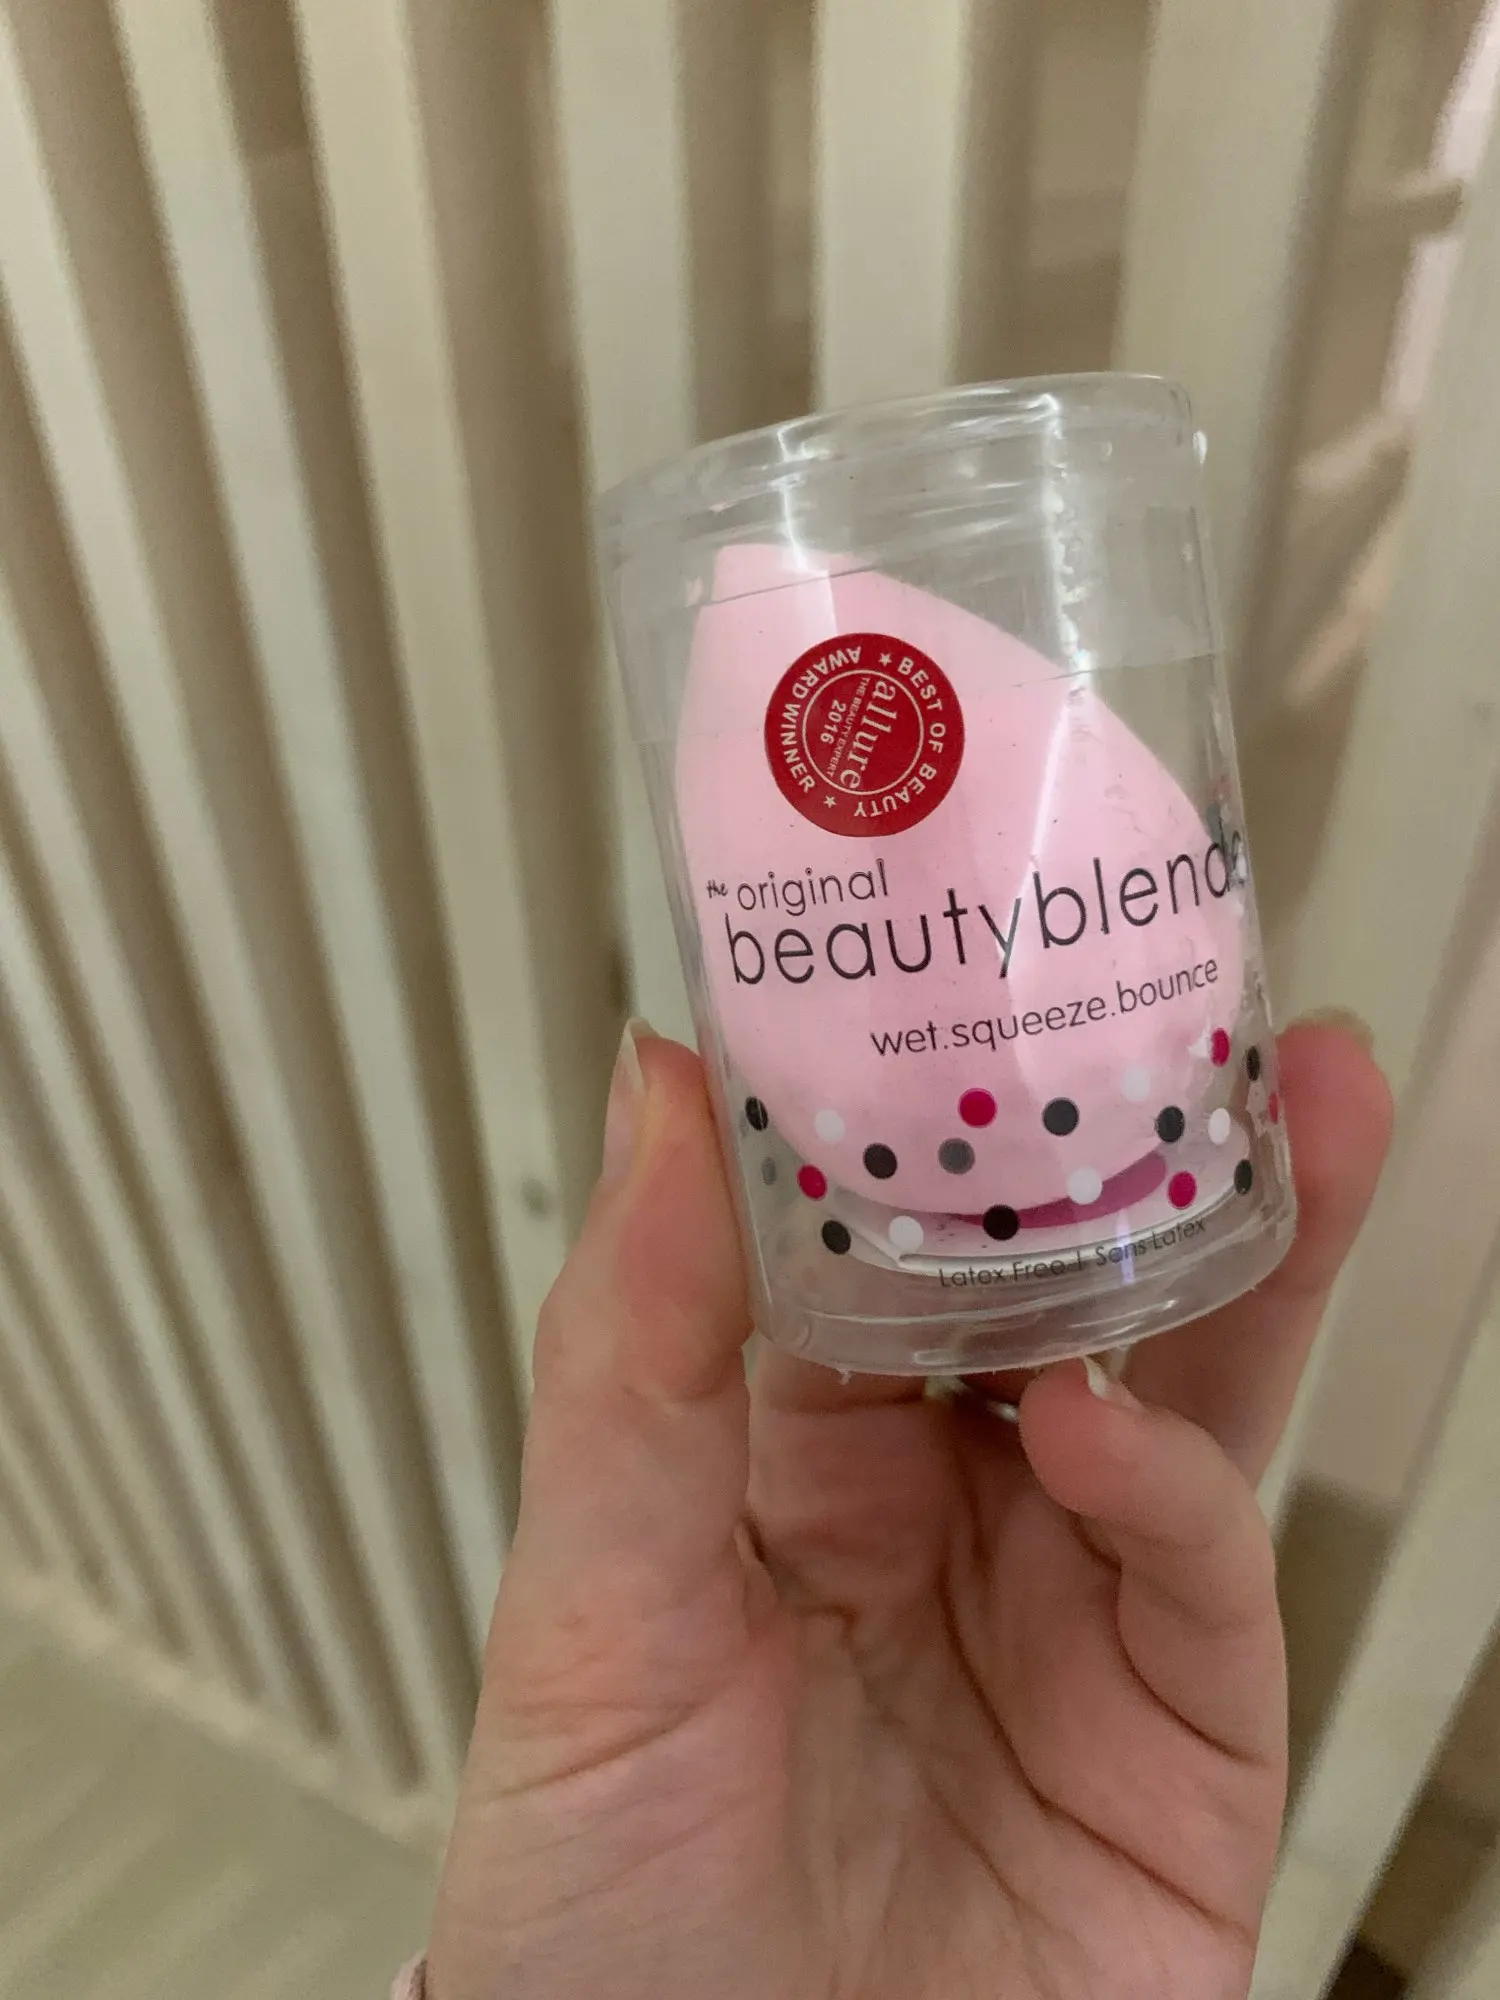 ★ BEST OF BEAUTY ★ AWARD WINNER
allure
THE BEAUTY EXPERT
2016
the original
beautyblende
wet.squeeze.bounce
Latex Free | Sans Latex